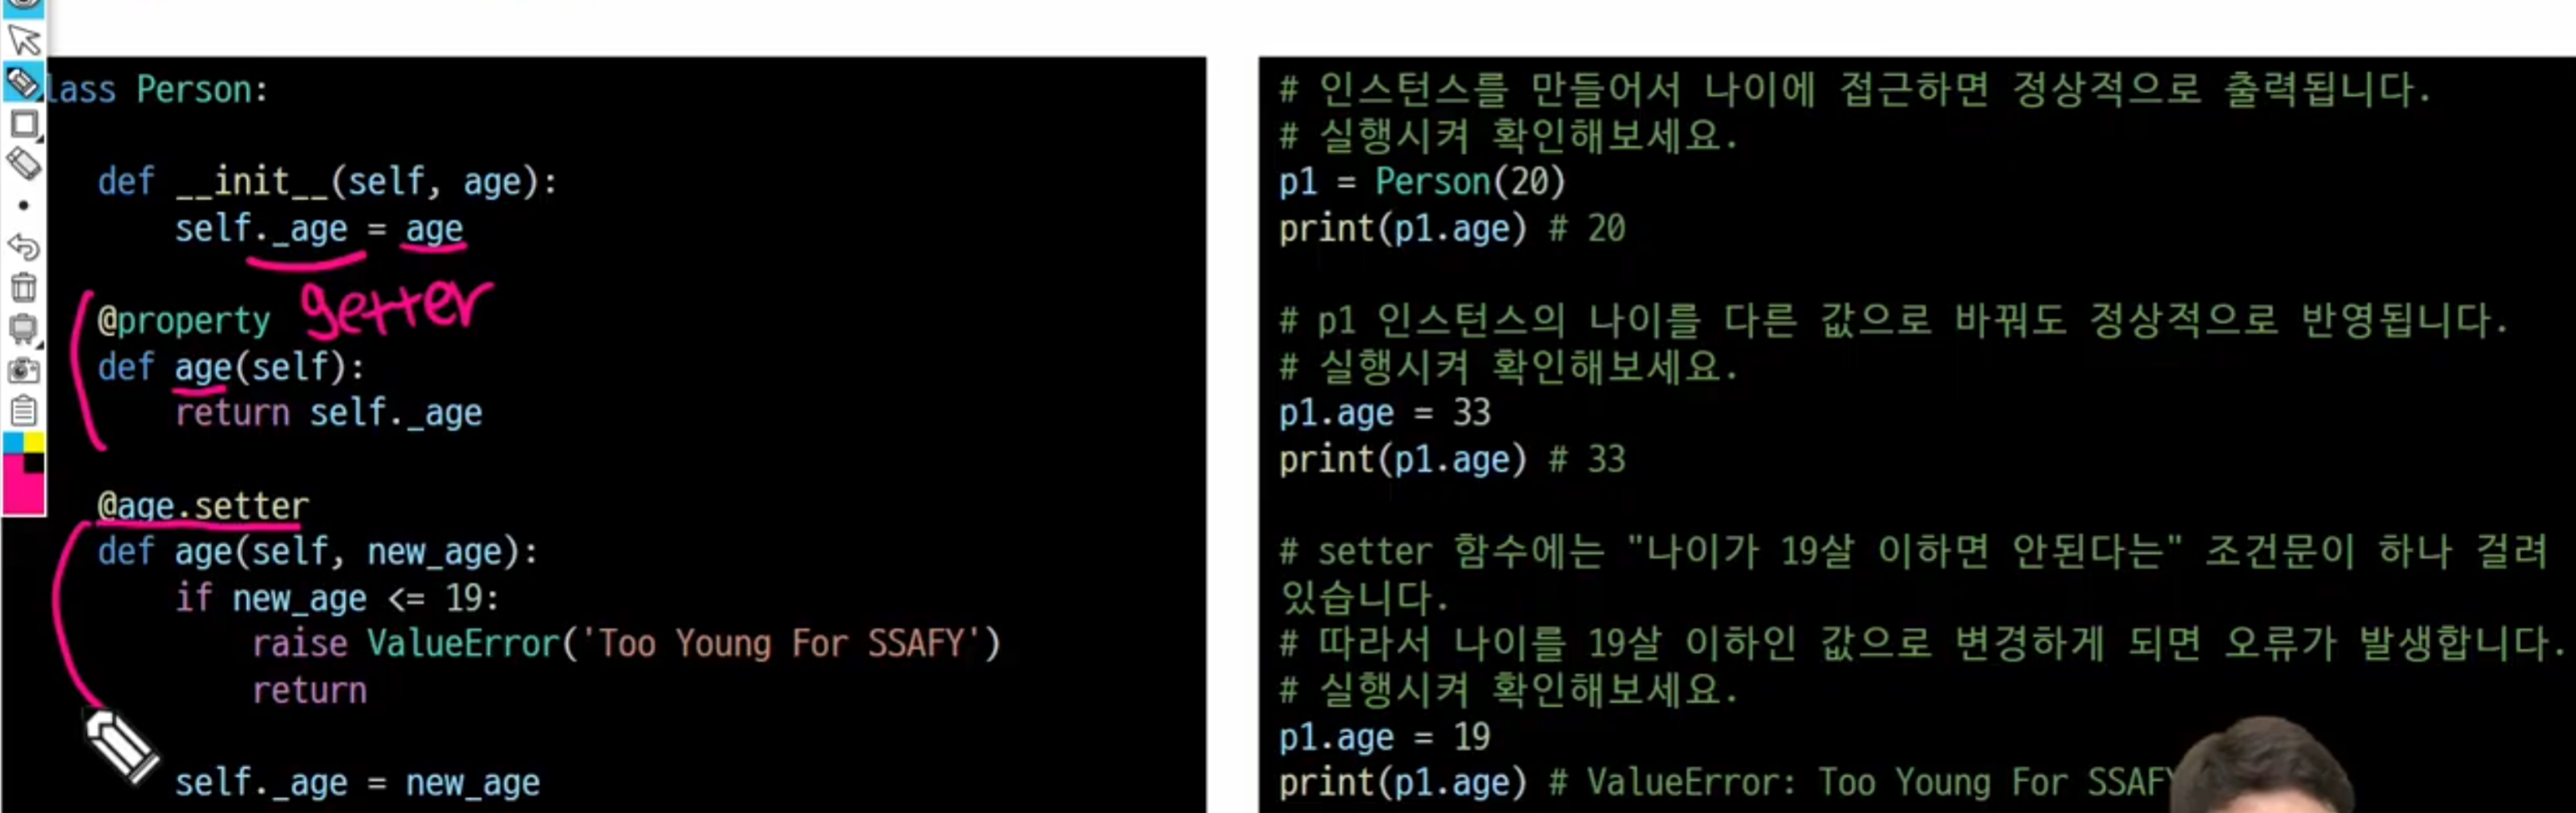 lass Person:
def __init__(self, age):
self._age = age
@property getter
def age(self):
return self._age
@age.setter
def age(self, new_age):
if new_age <= 19:
raise ValueError('Too Young For SSAFY')
return
self._age = new_age
# 인스턴스를 만들어서 나이에 접근하면 정상적으로 출력됩니다.
# 실행시켜 확인해보세요.
p1 = Person(20)
print(p1.age) # 20
# p1 인스턴스의 나이를 다른 값으로 바꿔도 정상적으로 반영됩니다.
# 실행시켜 확인해보세요.
p1.age = 33
print(p1.age) # 33
# setter 함수에는 "나이가 19살 이하면 안된다는" 조건문이 하나 걸려
있습니다.
# 따라서 나이를 19살 이하인 값으로 변경하게 되면 오류가 발생합니다.
# 실행시켜 확인해보세요.
p1.age = 19
print(p1.age) # ValueError: Too Young For SSAFY